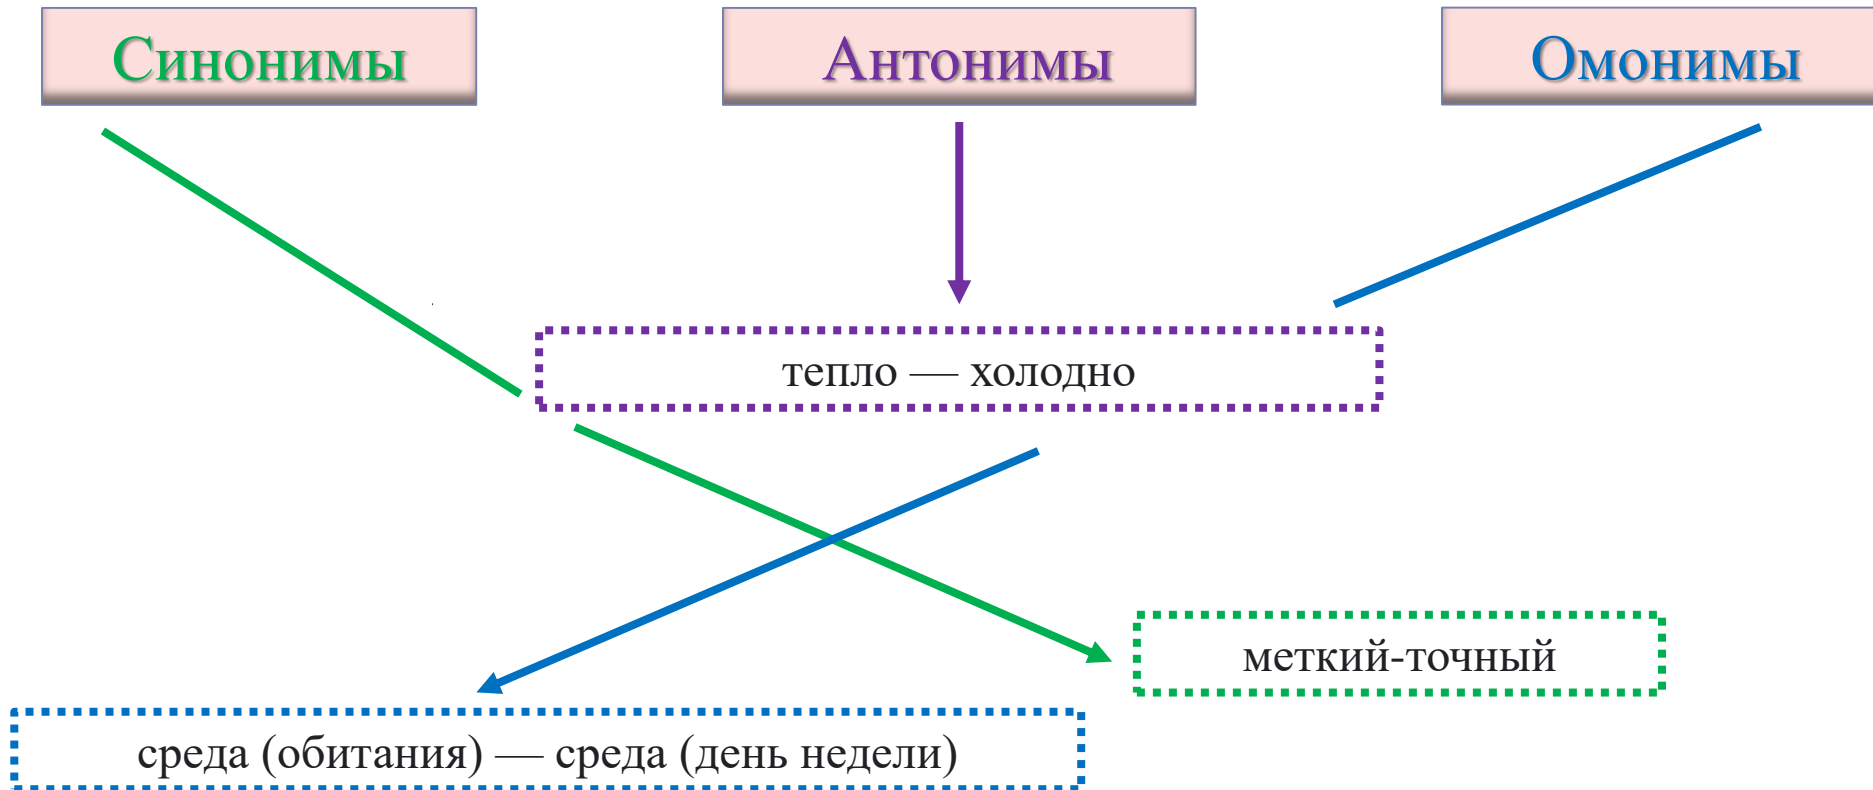 Синонимы
Антонимы
Омонимы
тепло — холодно
меткий-точный
среда (обитания) — среда (день недели)